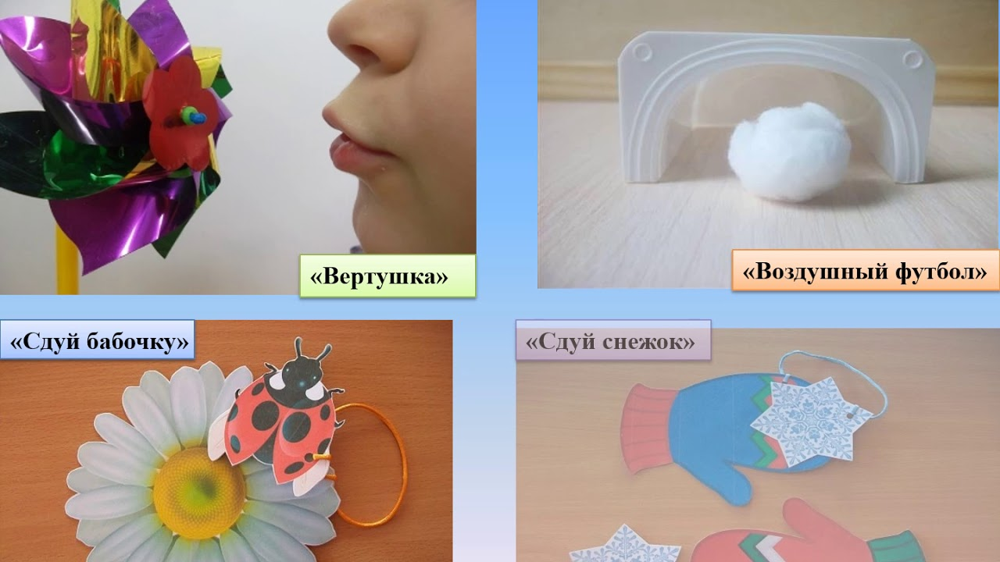 «Вертушка»
«Воздушный футбол»
«Сдуй бабочку»
«Сдуй снежок»